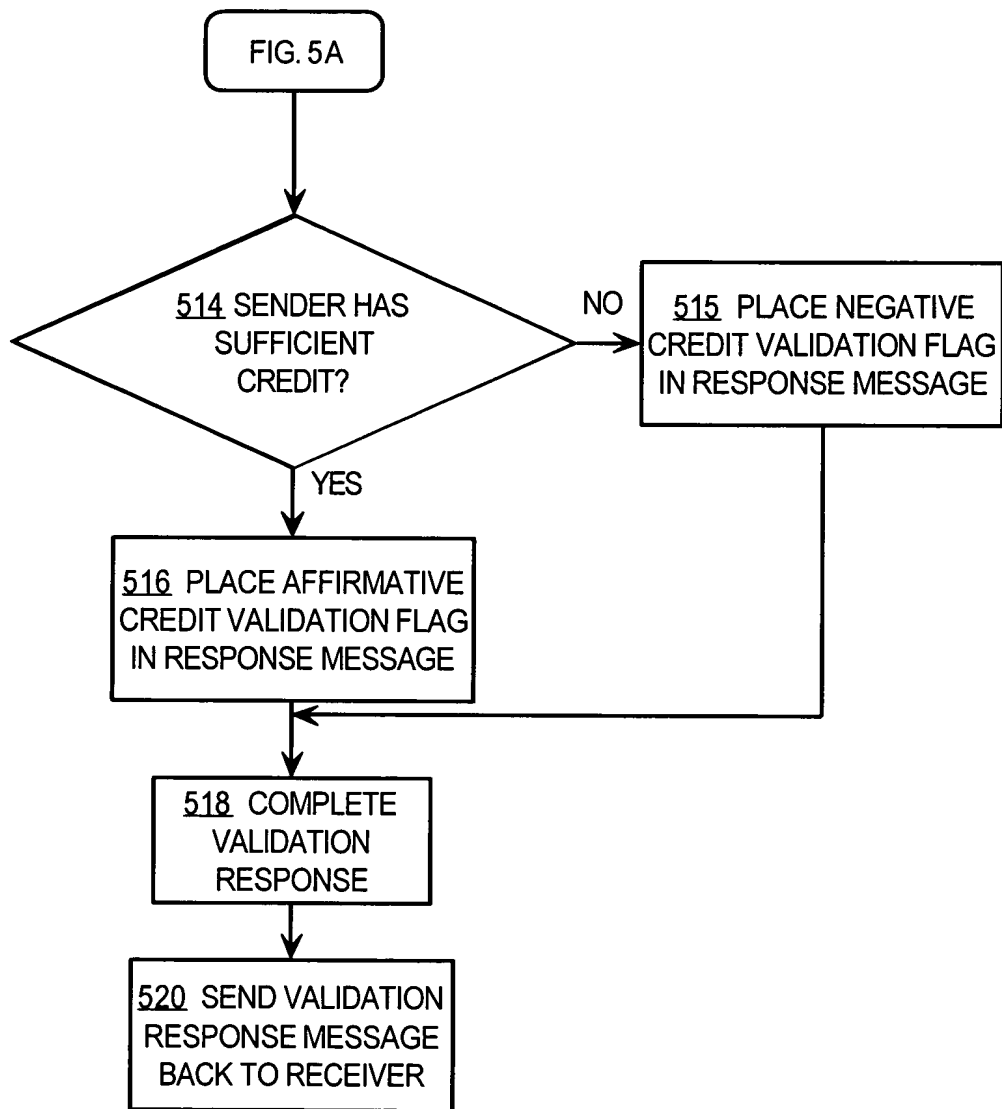 FIG. 5A
514 SENDER HAS
SUFFICIENT
CREDIT?
NO
515 PLACE NEGATIVE
CREDIT VALIDATION FLAG
IN RESPONSE MESSAGE
YES
516 PLACE AFFIRMATIVE
CREDIT VALIDATION FLAG
IN RESPONSE MESSAGE
518 COMPLETE
VALIDATION
RESPONSE
520 SEND VALIDATION
RESPONSE MESSAGE
BACK TO RECEIVER